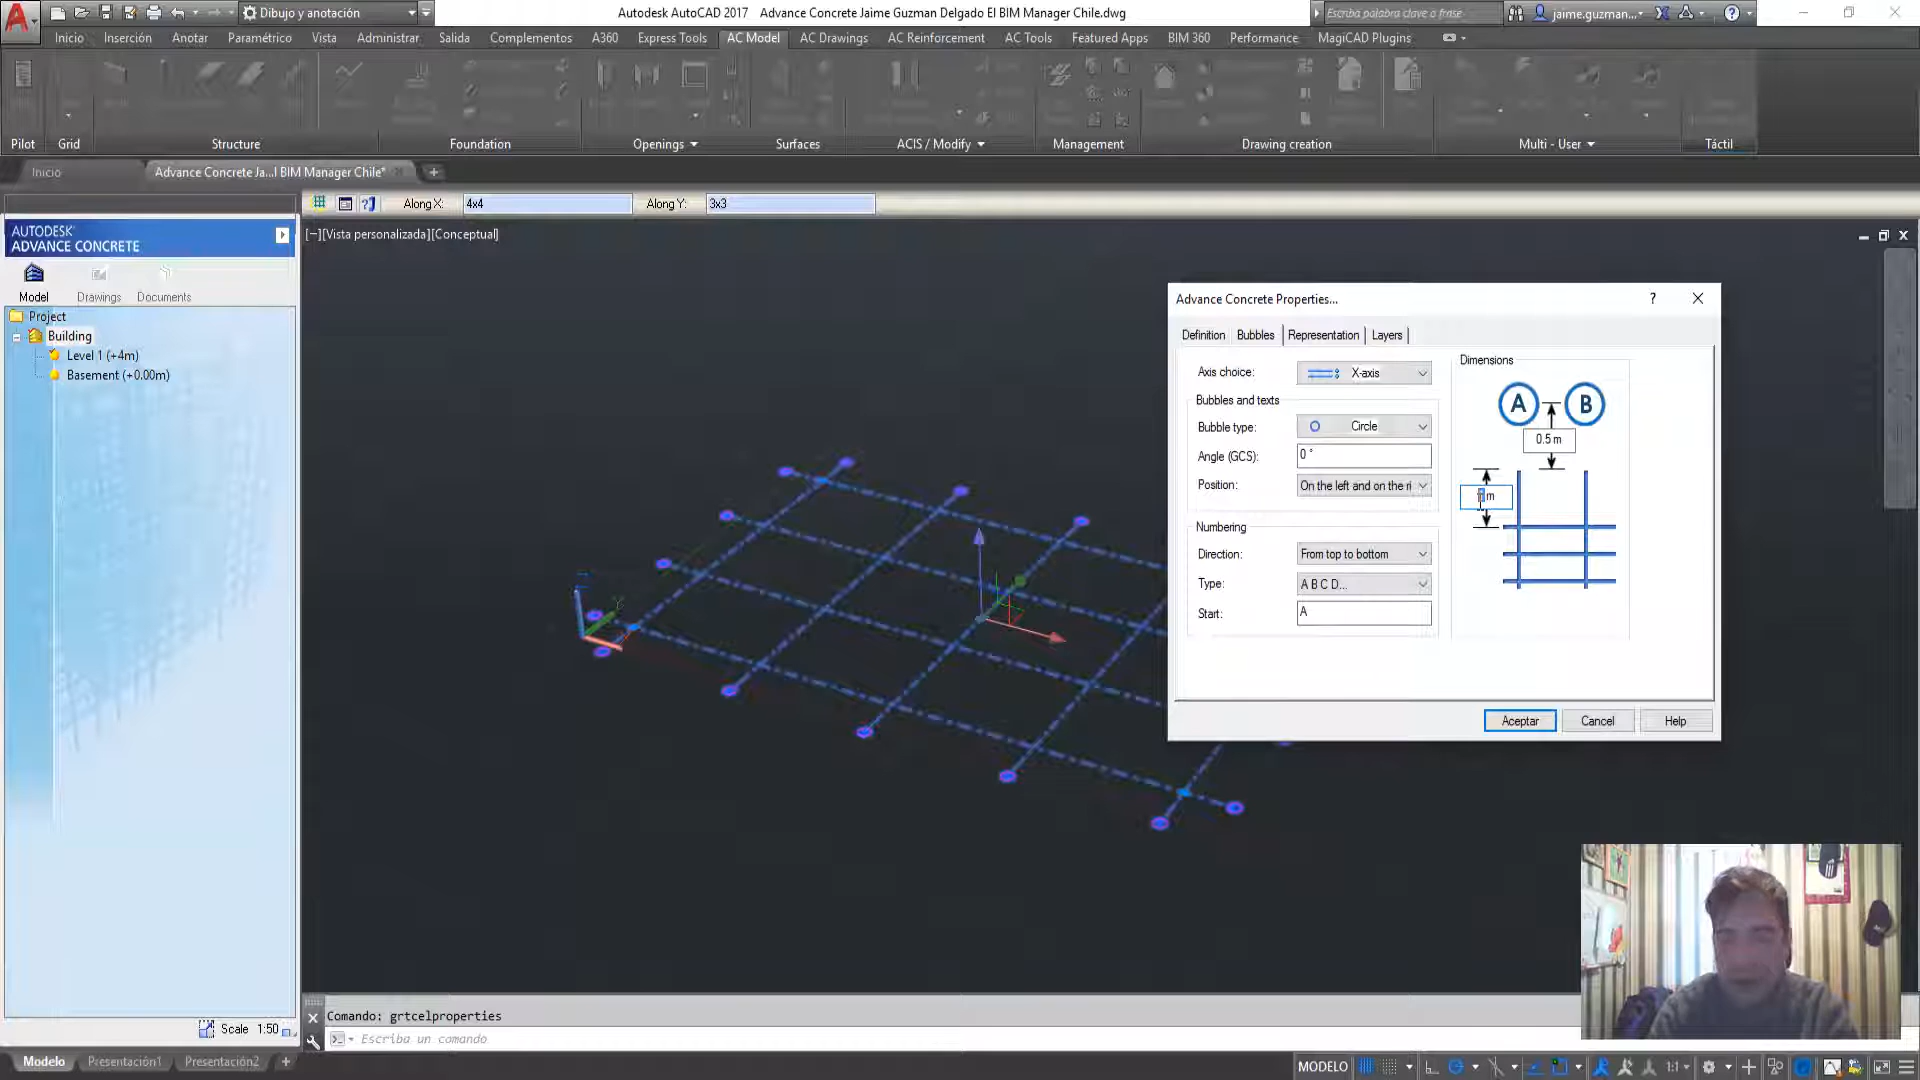 Dibujo y anotación
Autodesk AutoCAD 2017 Advance Concrete Jaime Guzman Delgado El BIM Manager Chile.dwg
Escriba palabra clave o frase
jaime.guzman...
Inicio Inserción Anotar Paramétrico Vista Administrar Salida Complementos A360 Express Tools AC Model AC Drawings AC Reinforcement AC Tools Featured Apps BIM 360 Performance MagiCAD Plugins
Pilot Grid Structure Foundation Openings Surfaces ACIS / Modify Management Drawing creation Multi - User Táctil
Inicio
Advance Concrete Ja...l BIM Manager Chile*
Along X: 4x4 Along Y: 3x3
AUTODESK
ADVANCE CONCRETE
[−][Vista personalizada][Conceptual]
Model Drawings Documents
Project
Building
Level 1 (+4m)
Basement (+0.00m)
Advance Concrete Properties...
Definition Bubbles Representation Layers
Axis choice: X-axis
Bubbles and texts
Bubble type: Circle
Angle (GCS): 0 °
Position: On the left and on the ri
Numbering
Direction: From top to bottom
Type: A B C D...
Start: A
Dimensions
A B
0.5 m
m
Aceptar Cancel Help
Y
Scale 1:50
Comando: grtcelproperties
Escriba un comando
Modelo Presentación1 Presentación2 +
MODELO
1:1